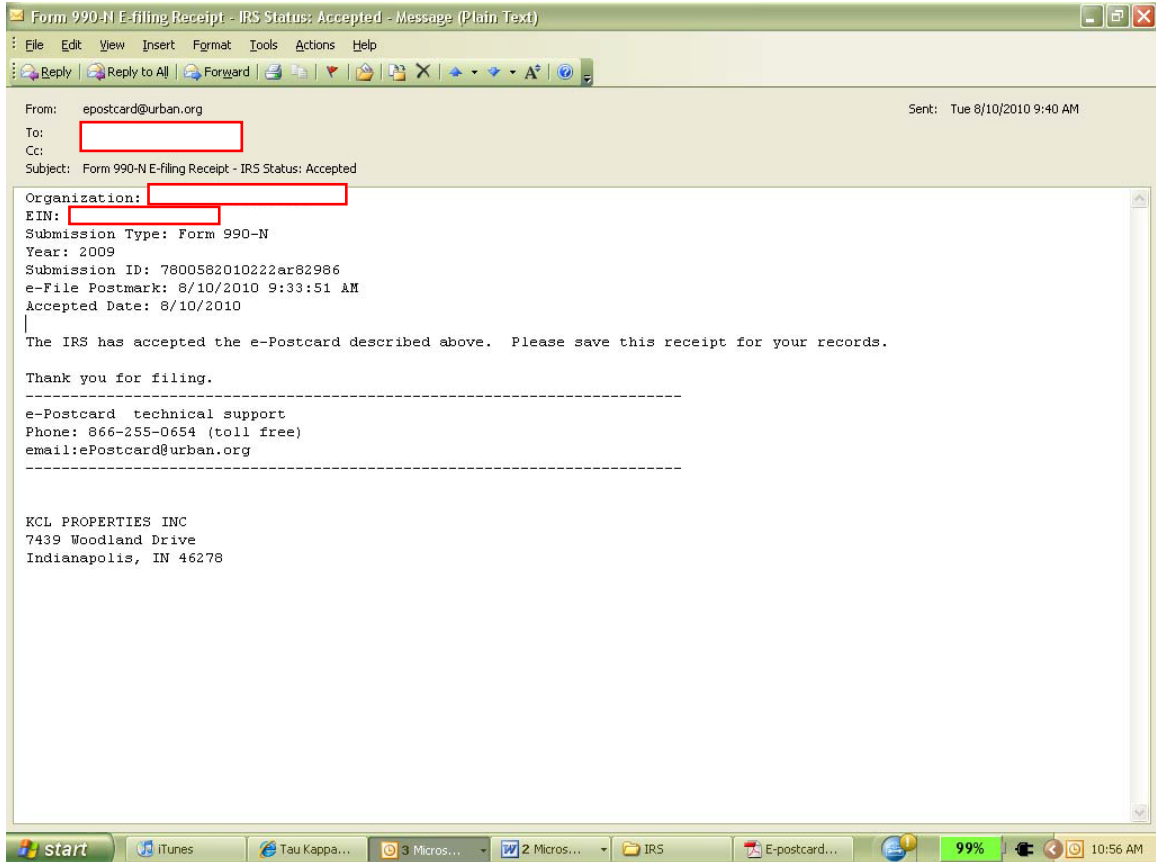 Form 990-N E-filing Receipt - IRS Status: Accepted - Message (Plain Text)
File Edit View Insert Format Tools Actions Help
Reply Reply to All Forward
From: epostcard@urban.org Sent: Tue 8/10/2010 9:40 AM
To:
Cc:
Subject: Form 990-N E-filing Receipt - IRS Status: Accepted
Organization:
EIN:
Submission Type: Form 990-N
Year: 2009
Submission ID: 7800582010222ar82986
e-File Postmark: 8/10/2010 9:33:51 AM
Accepted Date: 8/10/2010
The IRS has accepted the e-Postcard described above.  Please save this receipt for your records.
Thank you for filing.
------------------------------------------------------------------------
e-Postcard  technical support
Phone: 866-255-0654 (toll free)
email:ePostcard@urban.org
------------------------------------------------------------------------
KCL PROPERTIES INC
7439 Woodland Drive
Indianapolis, IN 46278
start iTunes Tau Kappa... 3 Micros... 2 Micros... IRS E-postcard... 99% 10:56 AM